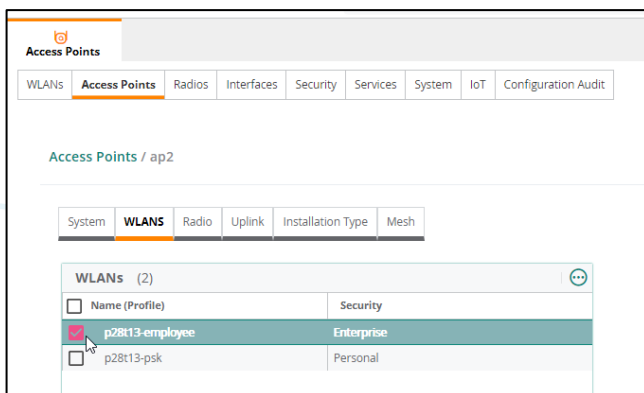 Access Points
WLANs Access Points Radios Interfaces Security Services System IoT Configuration Audit
Access Points / ap2
System WLANS Radio Uplink Installation Type Mesh
WLANs (2)
Name (Profile) Security
p28t13-employee Enterprise
p28t13-psk Personal